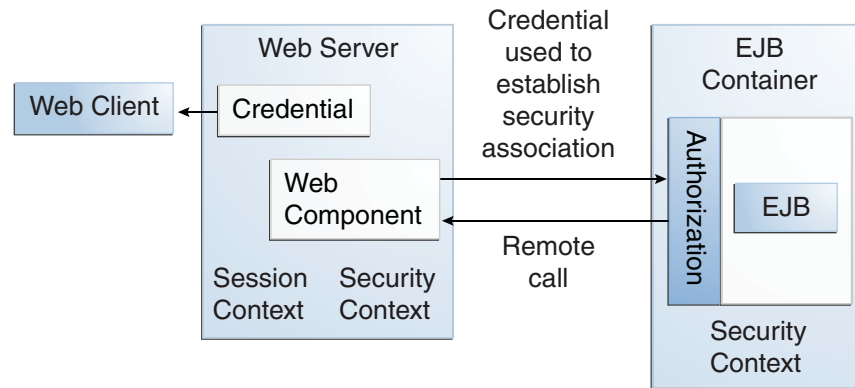 Web Server
Credential
used to
establish
security
association
EJB
Container
Web Client
Credential
Web
Component
Authorization
EJB
Remote
call
Session
Context
Security
Context
Security
Context